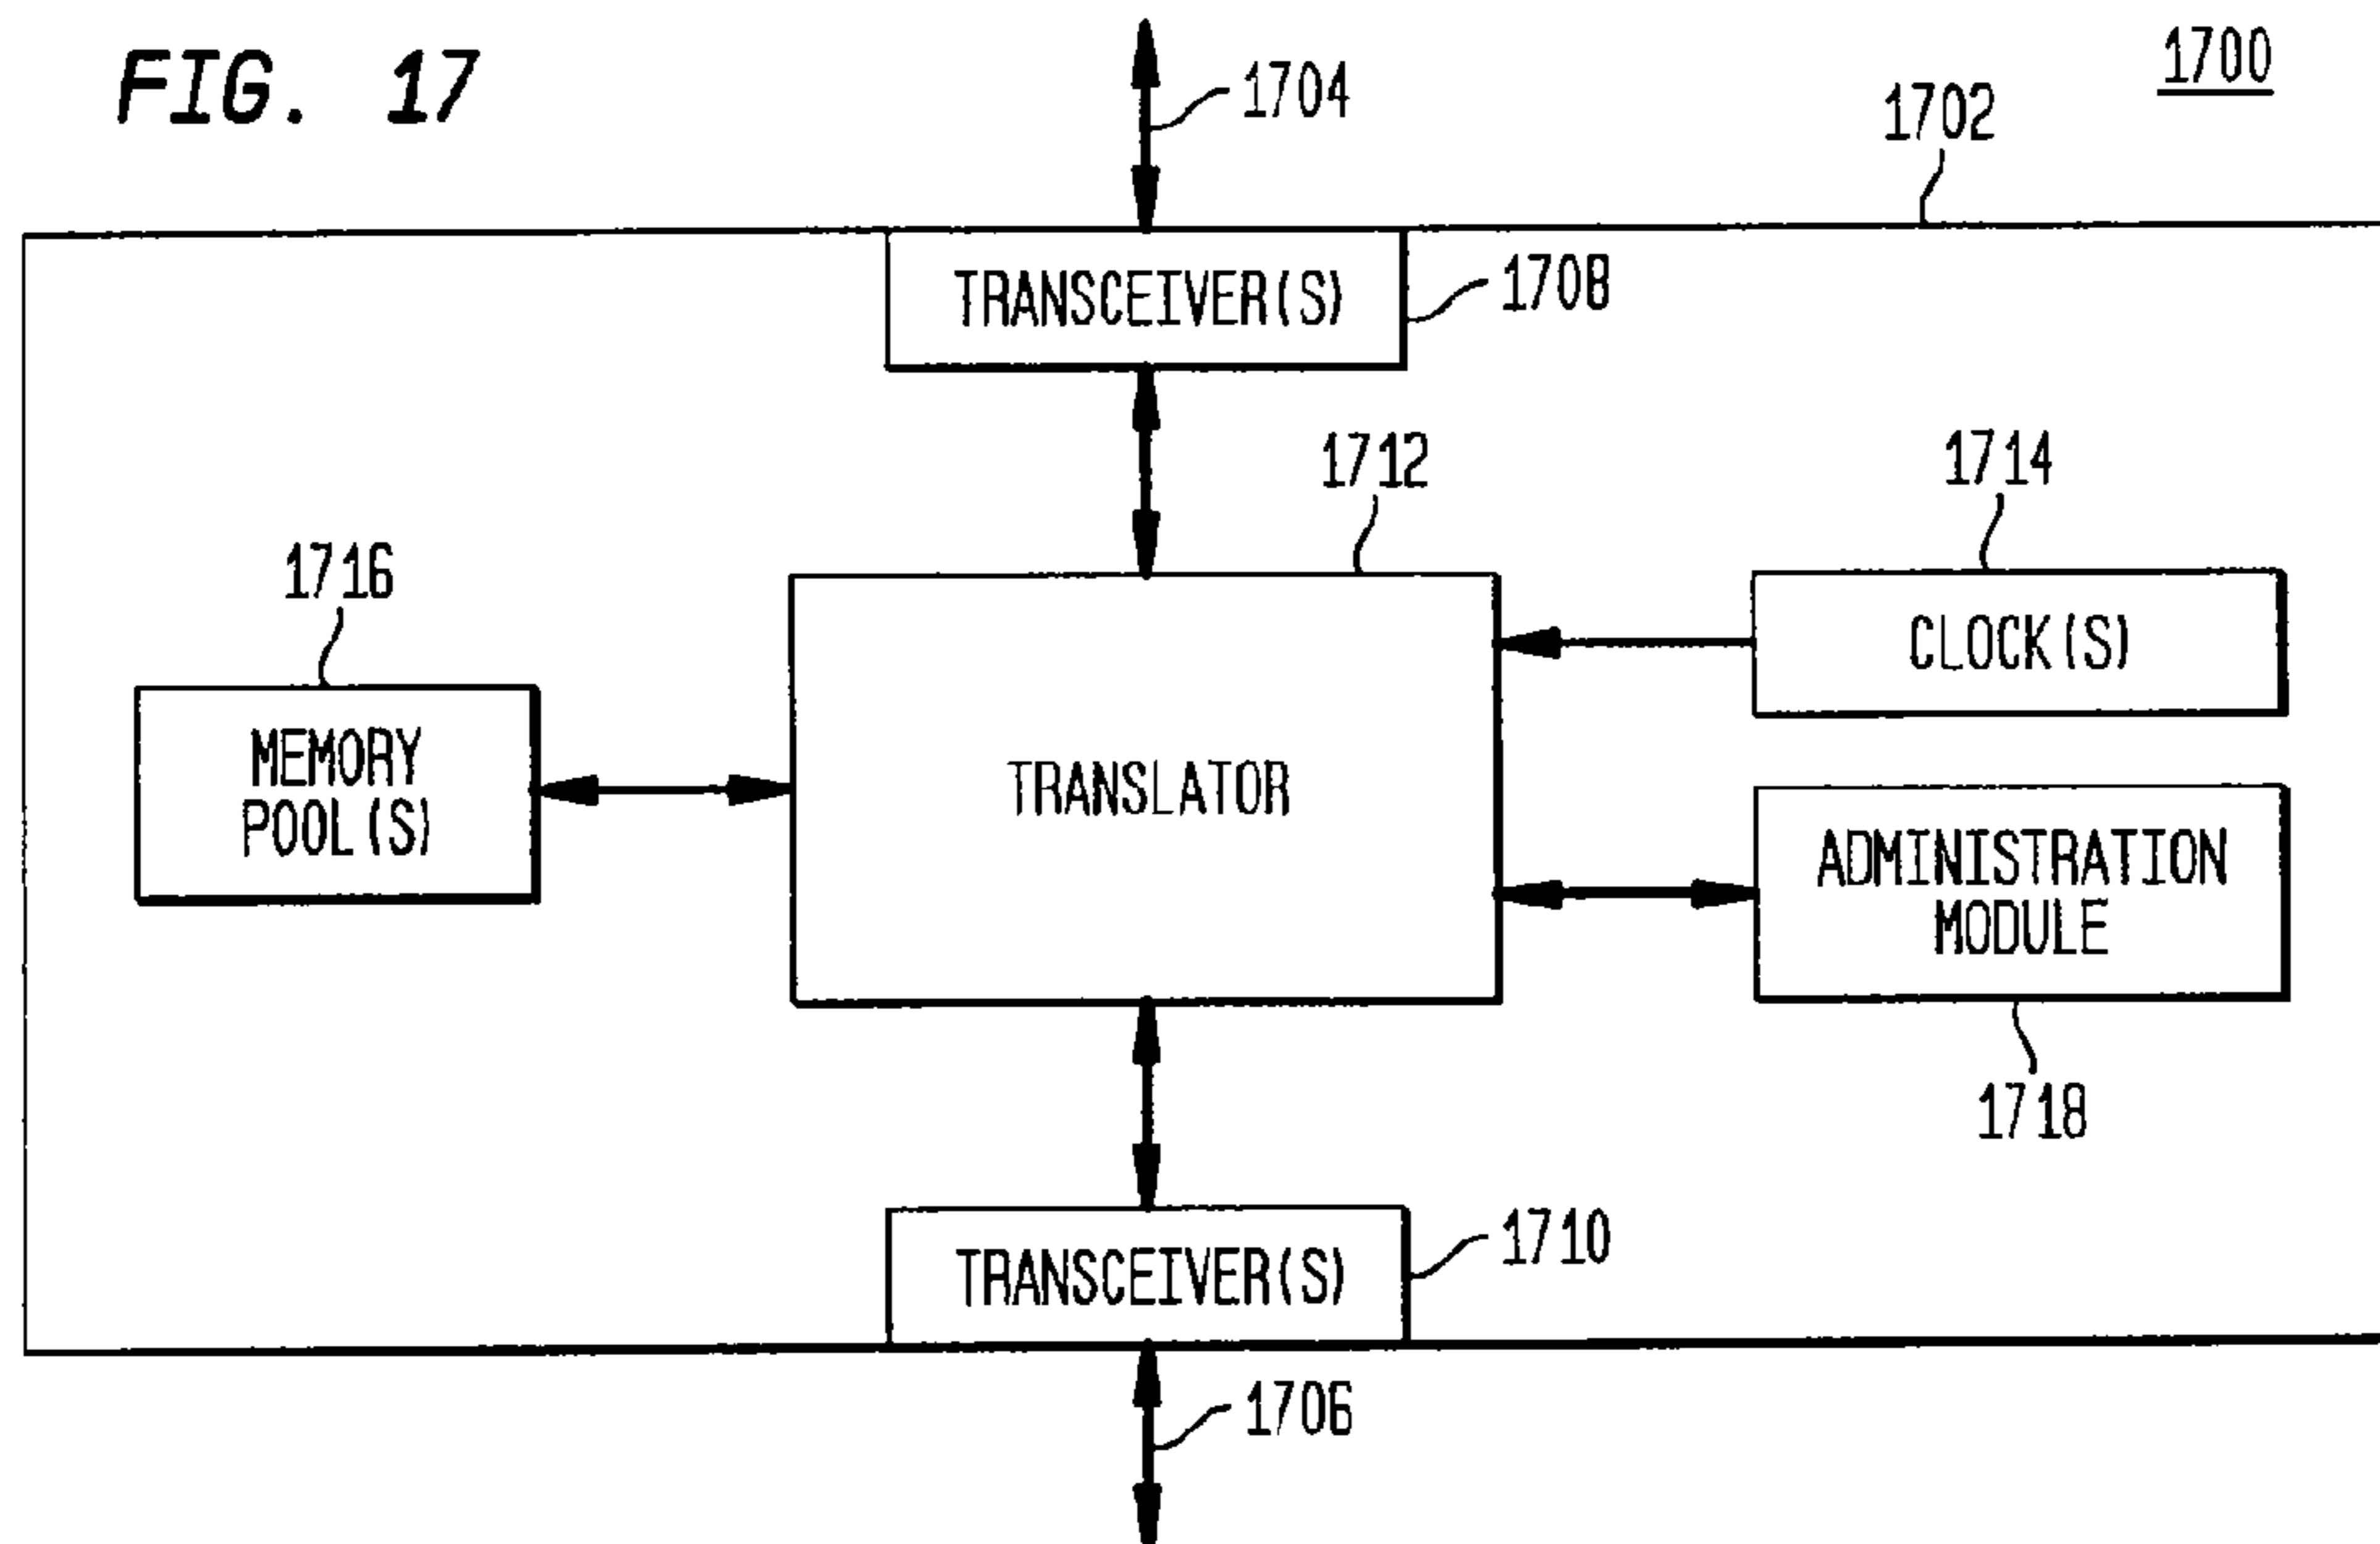 FIG. 17
1700
1704
1702
TRANSCEIVER(S)
1708
1712
1714
1716
CLOCK(S)
MEMORY
POOL(S)
TRANSLATOR
ADMINISTRATION
MODULE
1718
TRANSCEIVER(S)
1710
1706